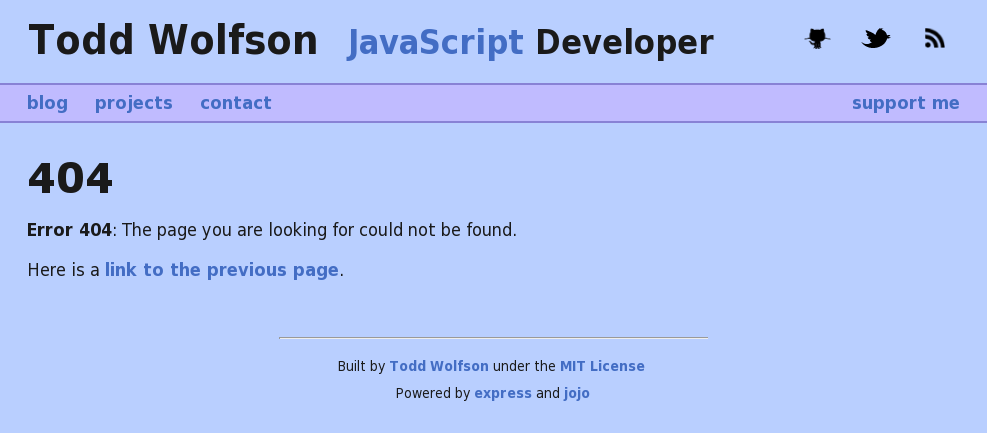 Todd Wolfson JavaScript Developer
blog projects contact support me
404
Error 404: The page you are looking for could not be found.
Here is a link to the previous page.
Built by Todd Wolfson under the MIT License
Powered by express and jojo